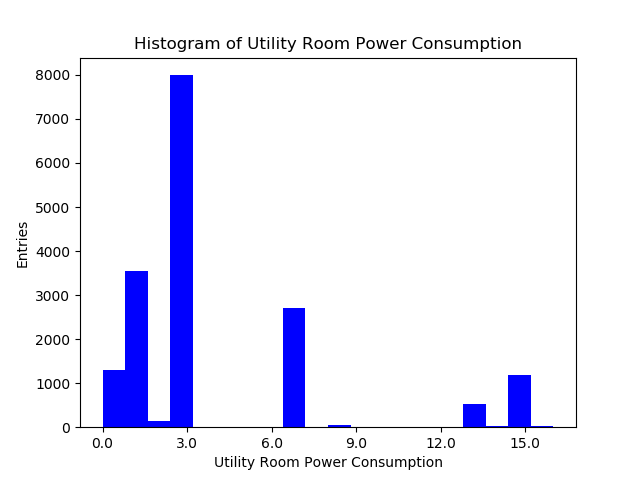 Histogram of Utility Room Power Consumption
8000
7000
6000
5000
4000
3000
2000
1000
0
Entries
0.0 3.0 6.0 9.0 12.0 15.0
Utility Room Power Consumption